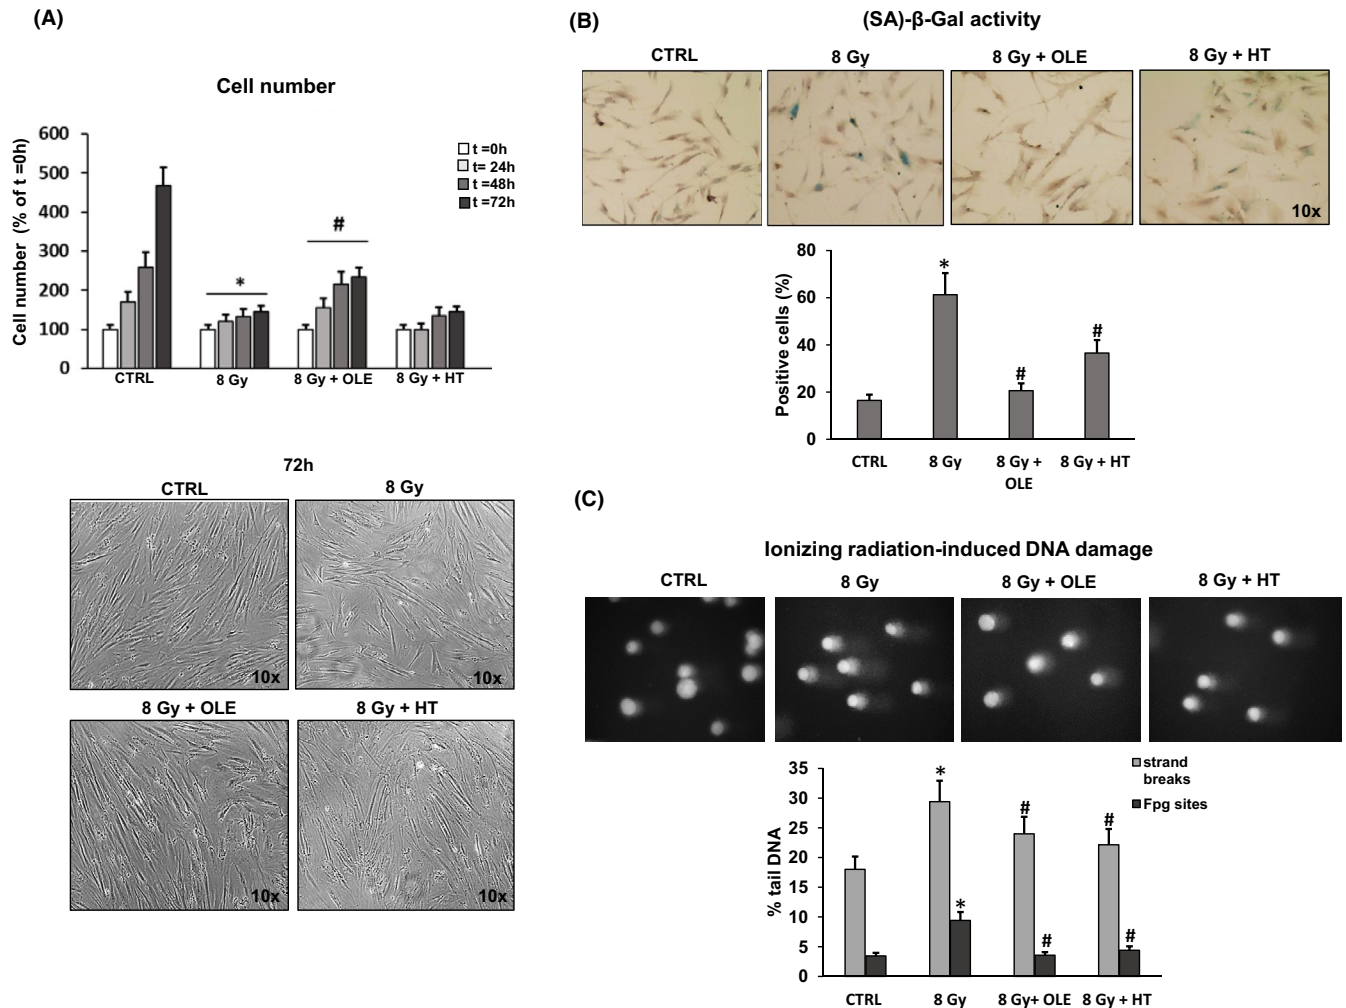 (A)
Cell number
Cell number (% of t =0h)
600
500
400
300
200
100
0
t =0h
t= 24h
t =48h
t =72h
*
#
CTRL
8 Gy
8 Gy + OLE
8 Gy + HT
72h
CTRL
8 Gy
10x
10x
8 Gy + OLE
8 Gy + HT
10x
10x
(B)
(SA)-β-Gal activity
CTRL
8 Gy
8 Gy + OLE
8 Gy + HT
10x
Positive cells (%)
80
60
40
20
0
*
#
#
CTRL
8 Gy
8 Gy +
OLE
8 Gy + HT
(C)
Ionizing radiation-induced DNA damage
CTRL
8 Gy
8 Gy + OLE
8 Gy + HT
% tail DNA
35
30
25
20
15
10
5
0
strand
breaks
Fpg sites
*
*
#
#
#
#
CTRL
8 Gy
8 Gy+ OLE
8 Gy + HT